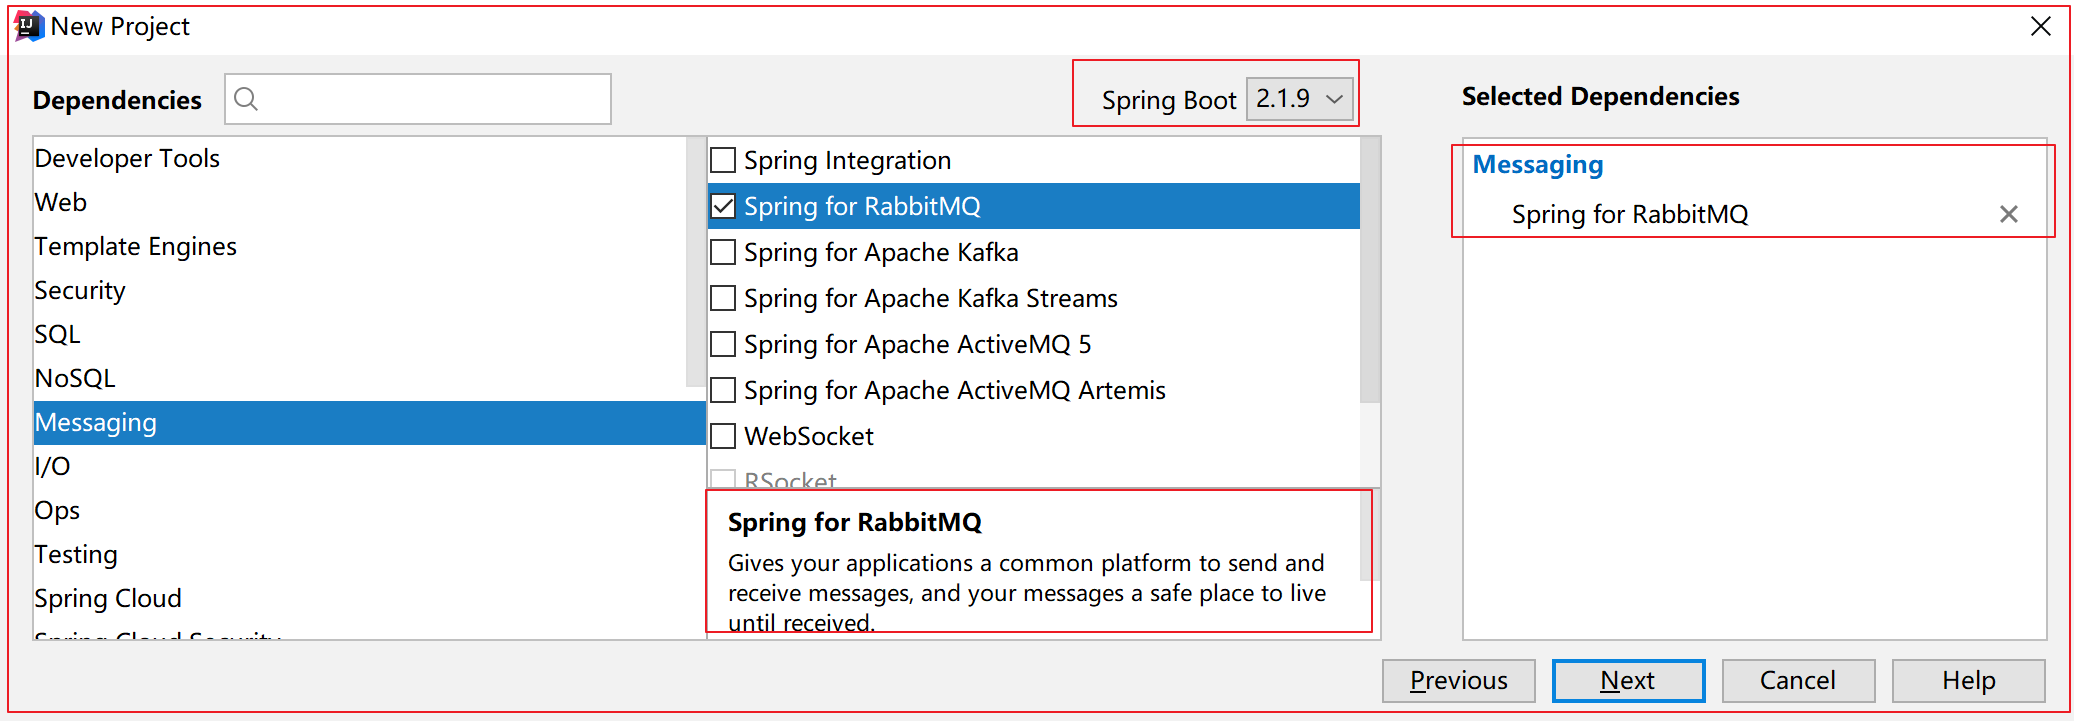 New Project
Dependencies
Spring Boot 2.1.9
Selected Dependencies
Developer Tools
Web
Template Engines
Security
SQL
NoSQL
Messaging
I/O
Ops
Testing
Spring Cloud
Spring Cloud Security
Spring Integration
Spring for RabbitMQ
Spring for Apache Kafka
Spring for Apache Kafka Streams
Spring for Apache ActiveMQ 5
Spring for Apache ActiveMQ Artemis
WebSocket
RSocket
Spring for RabbitMQ
Gives your applications a common platform to send and
receive messages, and your messages a safe place to live
until received.
Messaging
Spring for RabbitMQ
Previous
Next
Cancel
Help